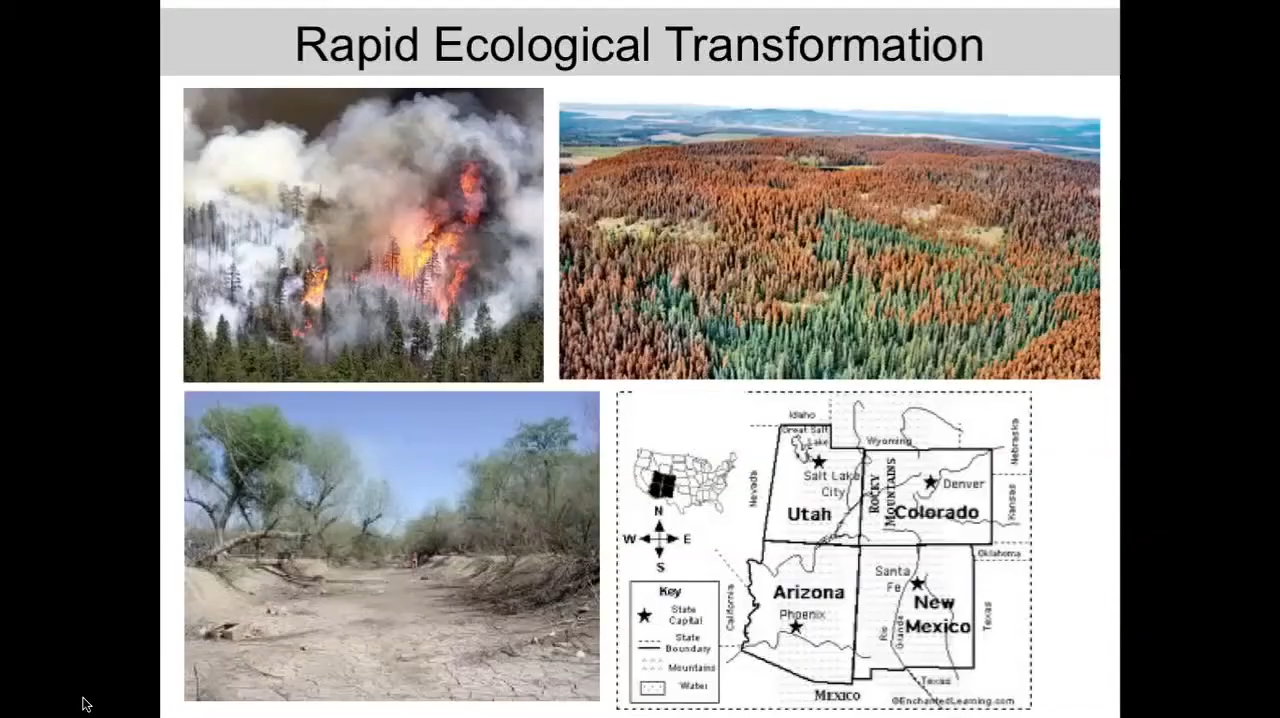 Rapid Ecological Transformation
Idaho
Great Salt
Lake
Wyoming
Nebraska
Salt Lake
City
ROCKY
MOUNTAINS
Denver
Nevada
Utah
Colorado
Kansas
N
W E
S
Oklahoma
Key
State
Capital
State
Boundary
Mountains
Water
California
Arizona
Phoenix
Santa
Fe
New
Mexico
Rio
Grande
Texas
Texas
MEXICO
©EnchantedLearning.com